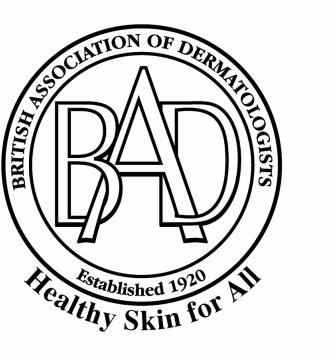 BRITISH ASSOCIATION OF DERMATOLOGISTS
BAD
Established 1920
Healthy Skin for All